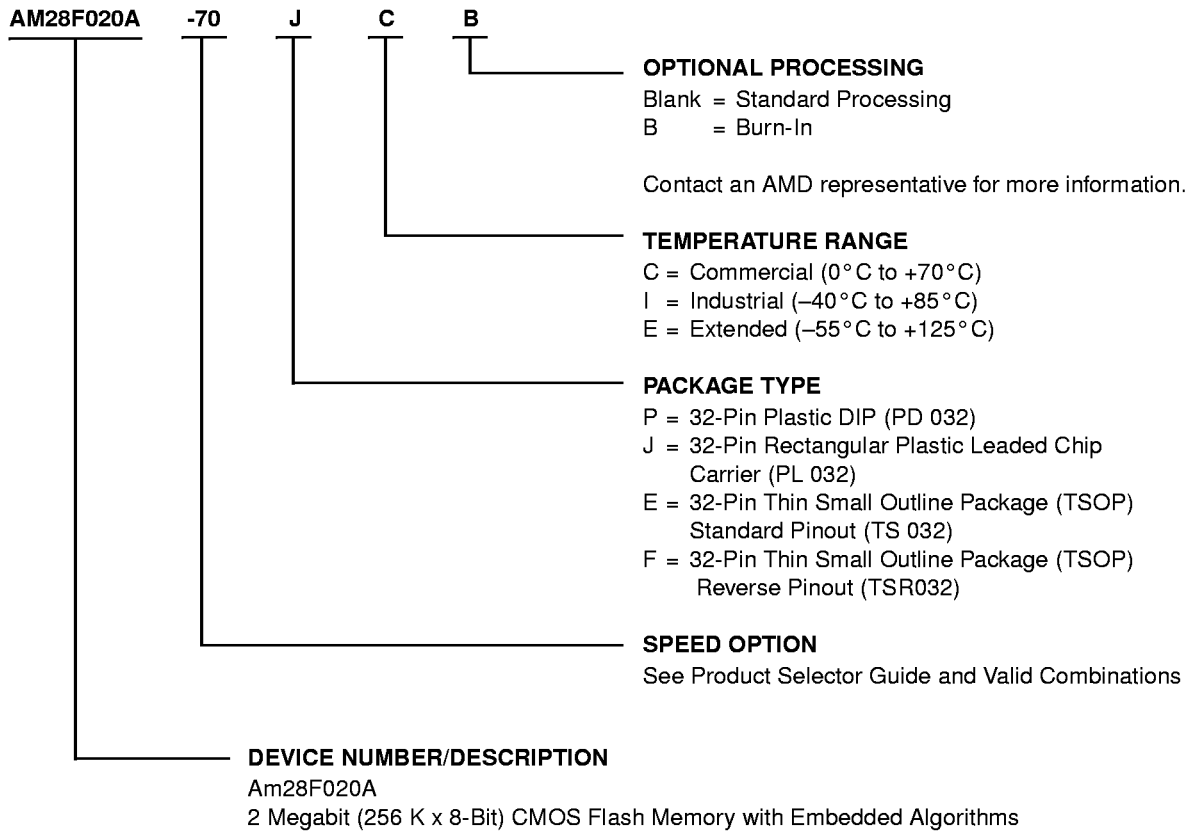 AM28F020A -70 J C B
OPTIONAL PROCESSING
Blank = Standard Processing
B = Burn-In
Contact an AMD representative for more information.
TEMPERATURE RANGE
C = Commercial (0°C to +70°C)
I = Industrial (–40°C to +85°C)
E = Extended (–55°C to +125°C)
PACKAGE TYPE
P = 32-Pin Plastic DIP (PD 032)
J = 32-Pin Rectangular Plastic Leaded Chip
Carrier (PL 032)
E = 32-Pin Thin Small Outline Package (TSOP)
Standard Pinout (TS 032)
F = 32-Pin Thin Small Outline Package (TSOP)
Reverse Pinout (TSR032)
SPEED OPTION
See Product Selector Guide and Valid Combinations
DEVICE NUMBER/DESCRIPTION
Am28F020A
2 Megabit (256 K x 8-Bit) CMOS Flash Memory with Embedded Algorithms